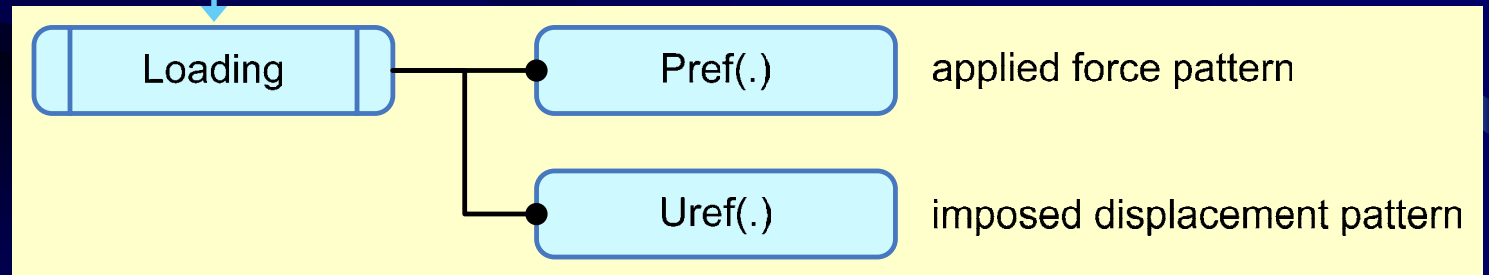 Loading Pref(.) applied force pattern
Uref(.) imposed displacement pattern